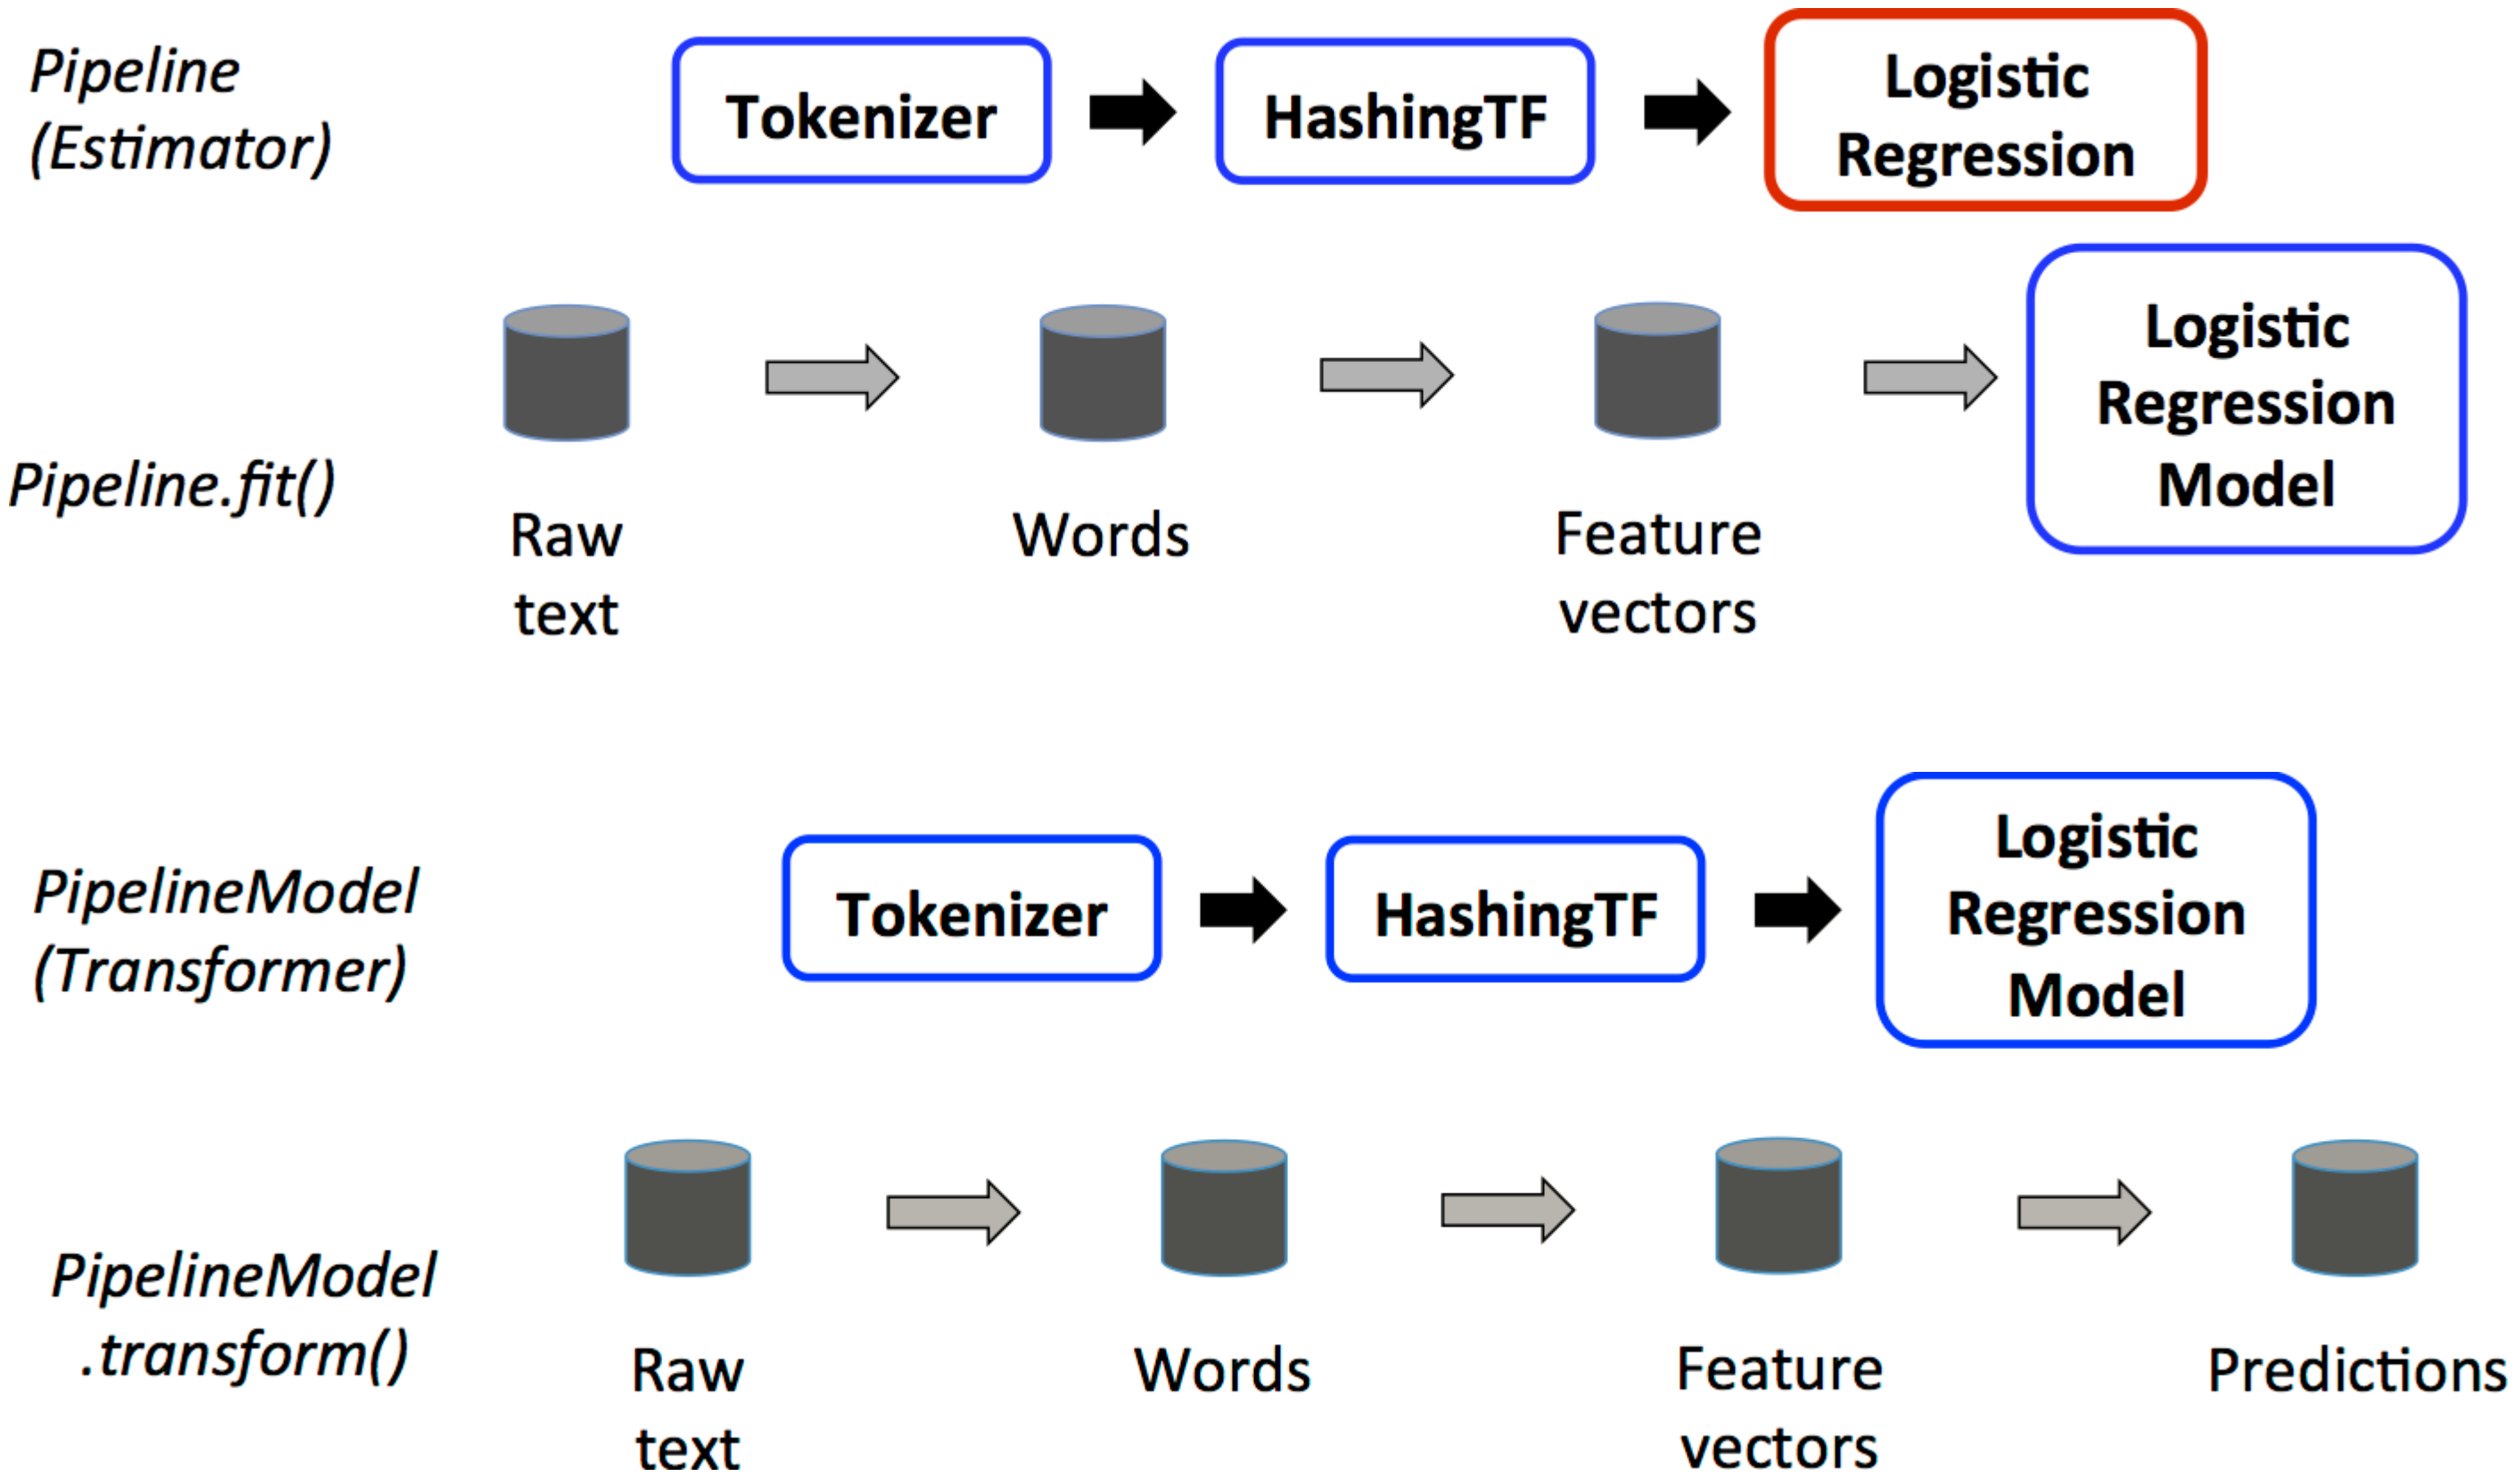 Pipeline
(Estimator)
Tokenizer
HashingTF
Logistic
Regression
Pipeline.fit()
Raw
text
Words
Feature
vectors
Logistic
Regression
Model
PipelineModel
(Transformer)
Tokenizer
HashingTF
Logistic
Regression
Model
PipelineModel
.transform()
Raw
text
Words
Feature
vectors
Predictions